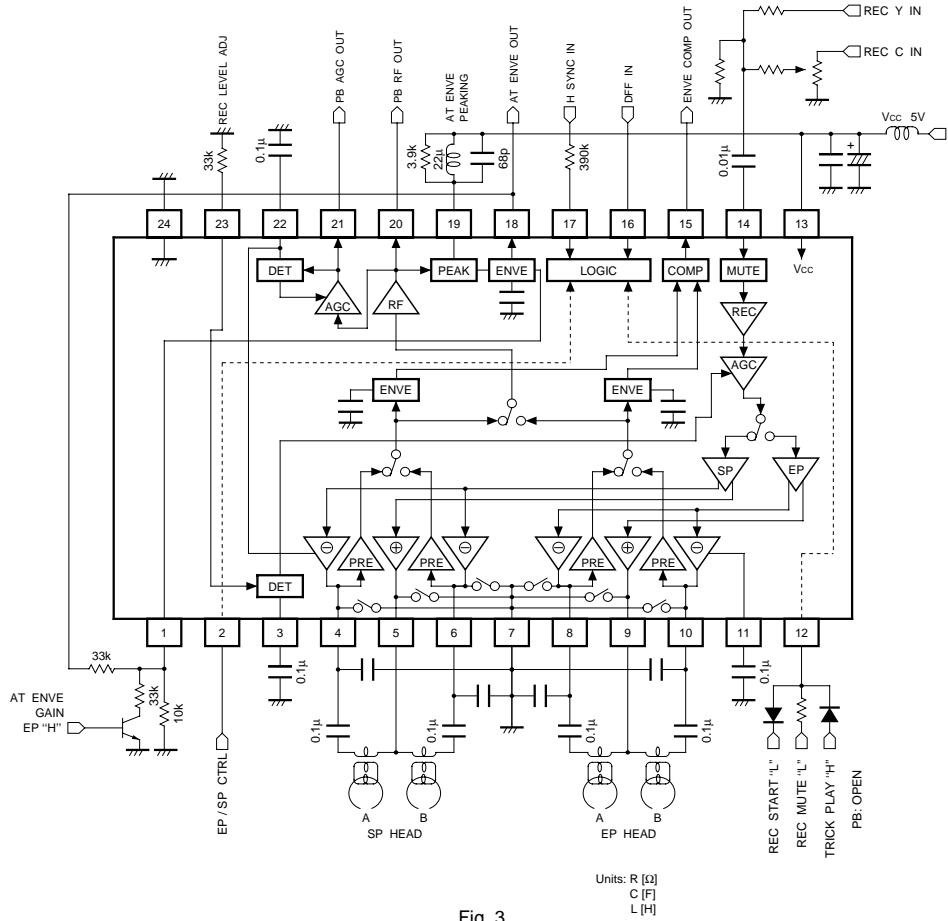 REC Y IN
REC C IN
REC LEVEL ADJ
PB AGC OUT
PB RF OUT
AT ENVE PEAKING
AT ENVE OUT
H SYNC IN
DFF IN
ENVE COMP OUT
Vcc 5V
33k
0.1μ
3.9k
22μ
68p
390k
0.01μ
+
24
23
22
21
20
19
18
17
16
15
14
13
DET
AGC
RF
PEAK
ENVE
LOGIC
COMP
MUTE
Vcc
REC
AGC
ENVE
ENVE
SP
EP
⊖
PRE
⊕
PRE
⊖
⊖
PRE
⊕
PRE
⊖
DET
1
2
3
4
5
6
7
8
9
10
11
12
33k
33k
10k
0.1μ
0.1μ
AT ENVE
GAIN
EP "H"
EP / SP CTRL
0.1μ
0.1μ
0.1μ
0.1μ
A
B
SP HEAD
A
B
EP HEAD
REC START "L"
REC MUTE "L"
TRICK PLAY "H"
PB: OPEN
Units: R [Ω]
C [F]
L [H]
Fig. 3